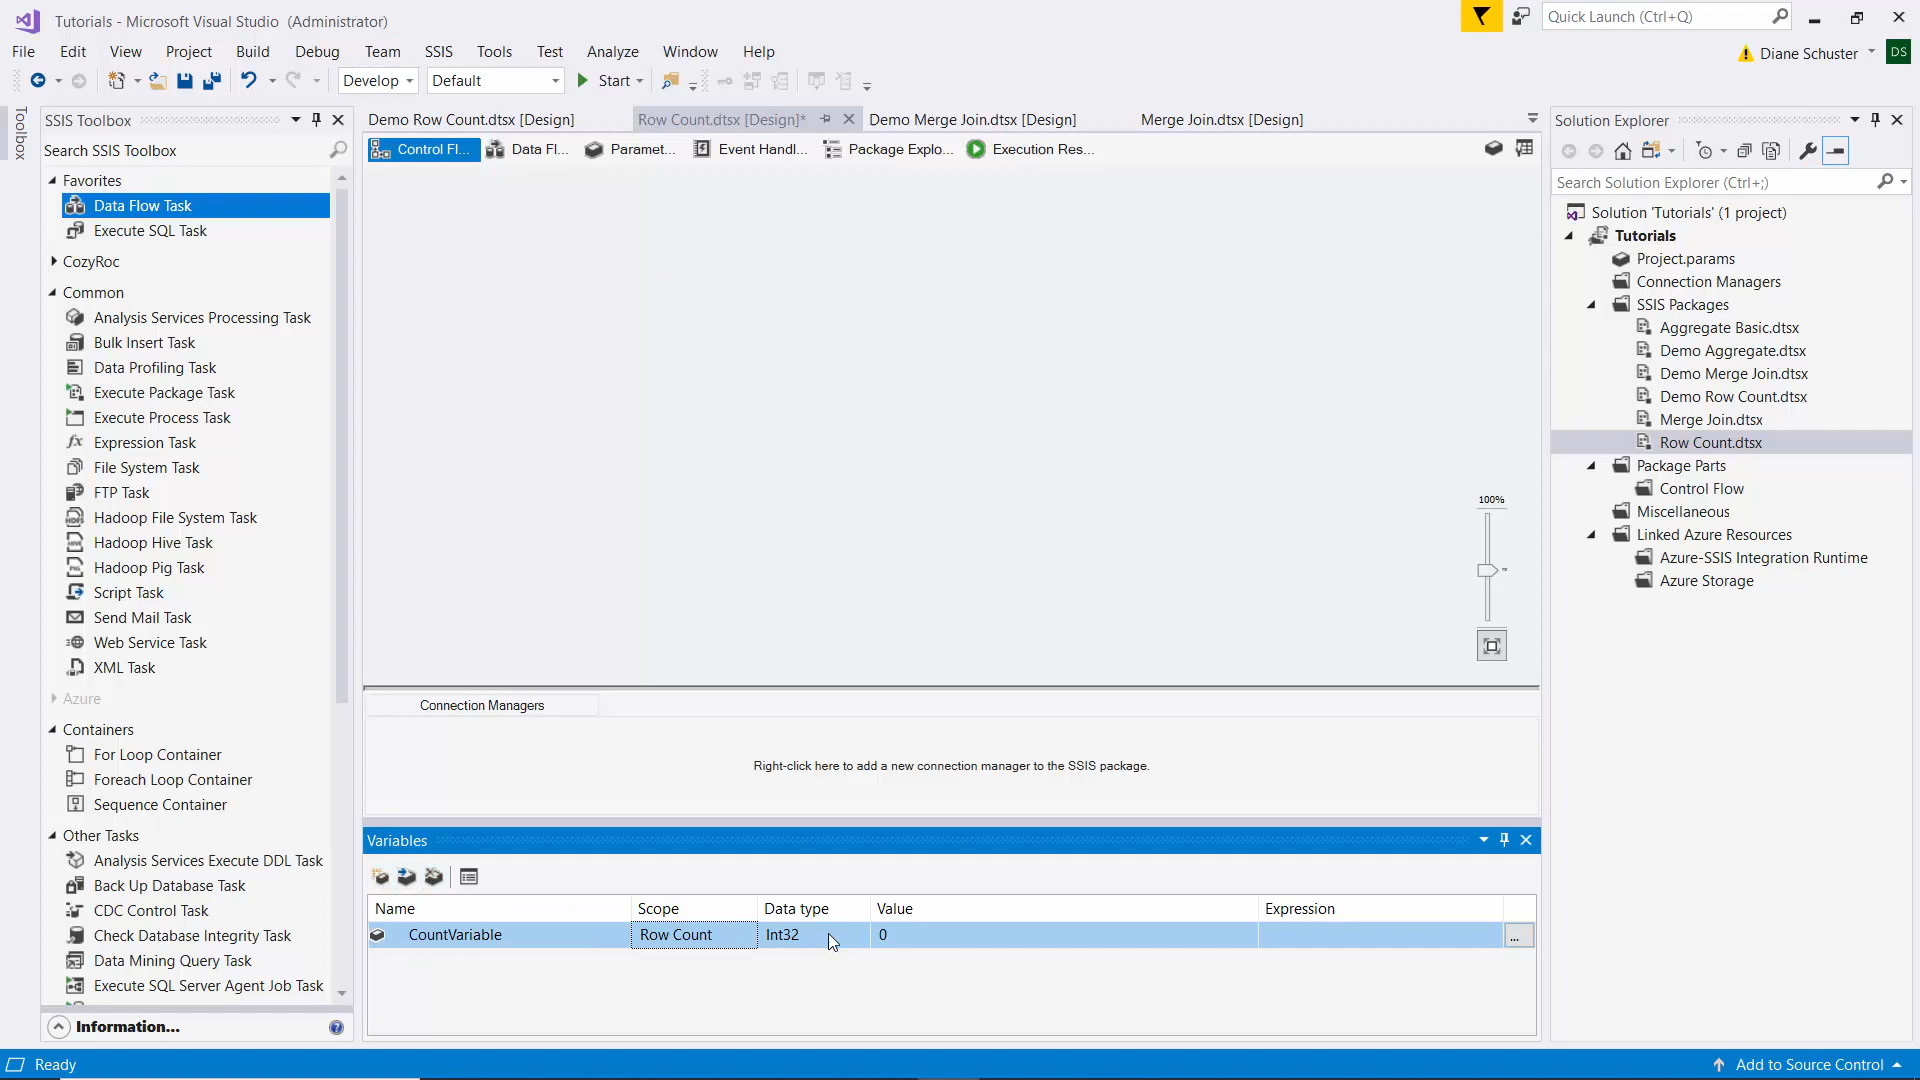 Tutorials - Microsoft Visual Studio (Administrator)
Quick Launch (Ctrl+Q)
File Edit View Project Build Debug Team SSIS Tools Test Analyze Window Help
Diane Schuster DS
Develop Default Start
Toolbox
SSIS Toolbox
Search SSIS Toolbox
Favorites
Data Flow Task
Execute SQL Task
CozyRoc
Common
Analysis Services Processing Task
Bulk Insert Task
Data Profiling Task
Execute Package Task
Execute Process Task
Expression Task
File System Task
FTP Task
Hadoop File System Task
Hadoop Hive Task
Hadoop Pig Task
Script Task
Send Mail Task
Web Service Task
XML Task
Azure
Containers
For Loop Container
Foreach Loop Container
Sequence Container
Other Tasks
Analysis Services Execute DDL Task
Back Up Database Task
CDC Control Task
Check Database Integrity Task
Data Mining Query Task
Execute SQL Server Agent Job Task
Information...
Demo Row Count.dtsx [Design] Row Count.dtsx [Design]* Demo Merge Join.dtsx [Design] Merge Join.dtsx [Design]
Control Fl... Data Fl... Paramet... Event Handl... Package Explo... Execution Res...
100%
Connection Managers
Right-click here to add a new connection manager to the SSIS package.
Variables
Name Scope Data type Value Expression
CountVariable Row Count Int32 0 ...
Solution Explorer
Search Solution Explorer (Ctrl+;)
Solution 'Tutorials' (1 project)
Tutorials
Project.params
Connection Managers
SSIS Packages
Aggregate Basic.dtsx
Demo Aggregate.dtsx
Demo Merge Join.dtsx
Demo Row Count.dtsx
Merge Join.dtsx
Row Count.dtsx
Package Parts
Control Flow
Miscellaneous
Linked Azure Resources
Azure-SSIS Integration Runtime
Azure Storage
Ready
Add to Source Control